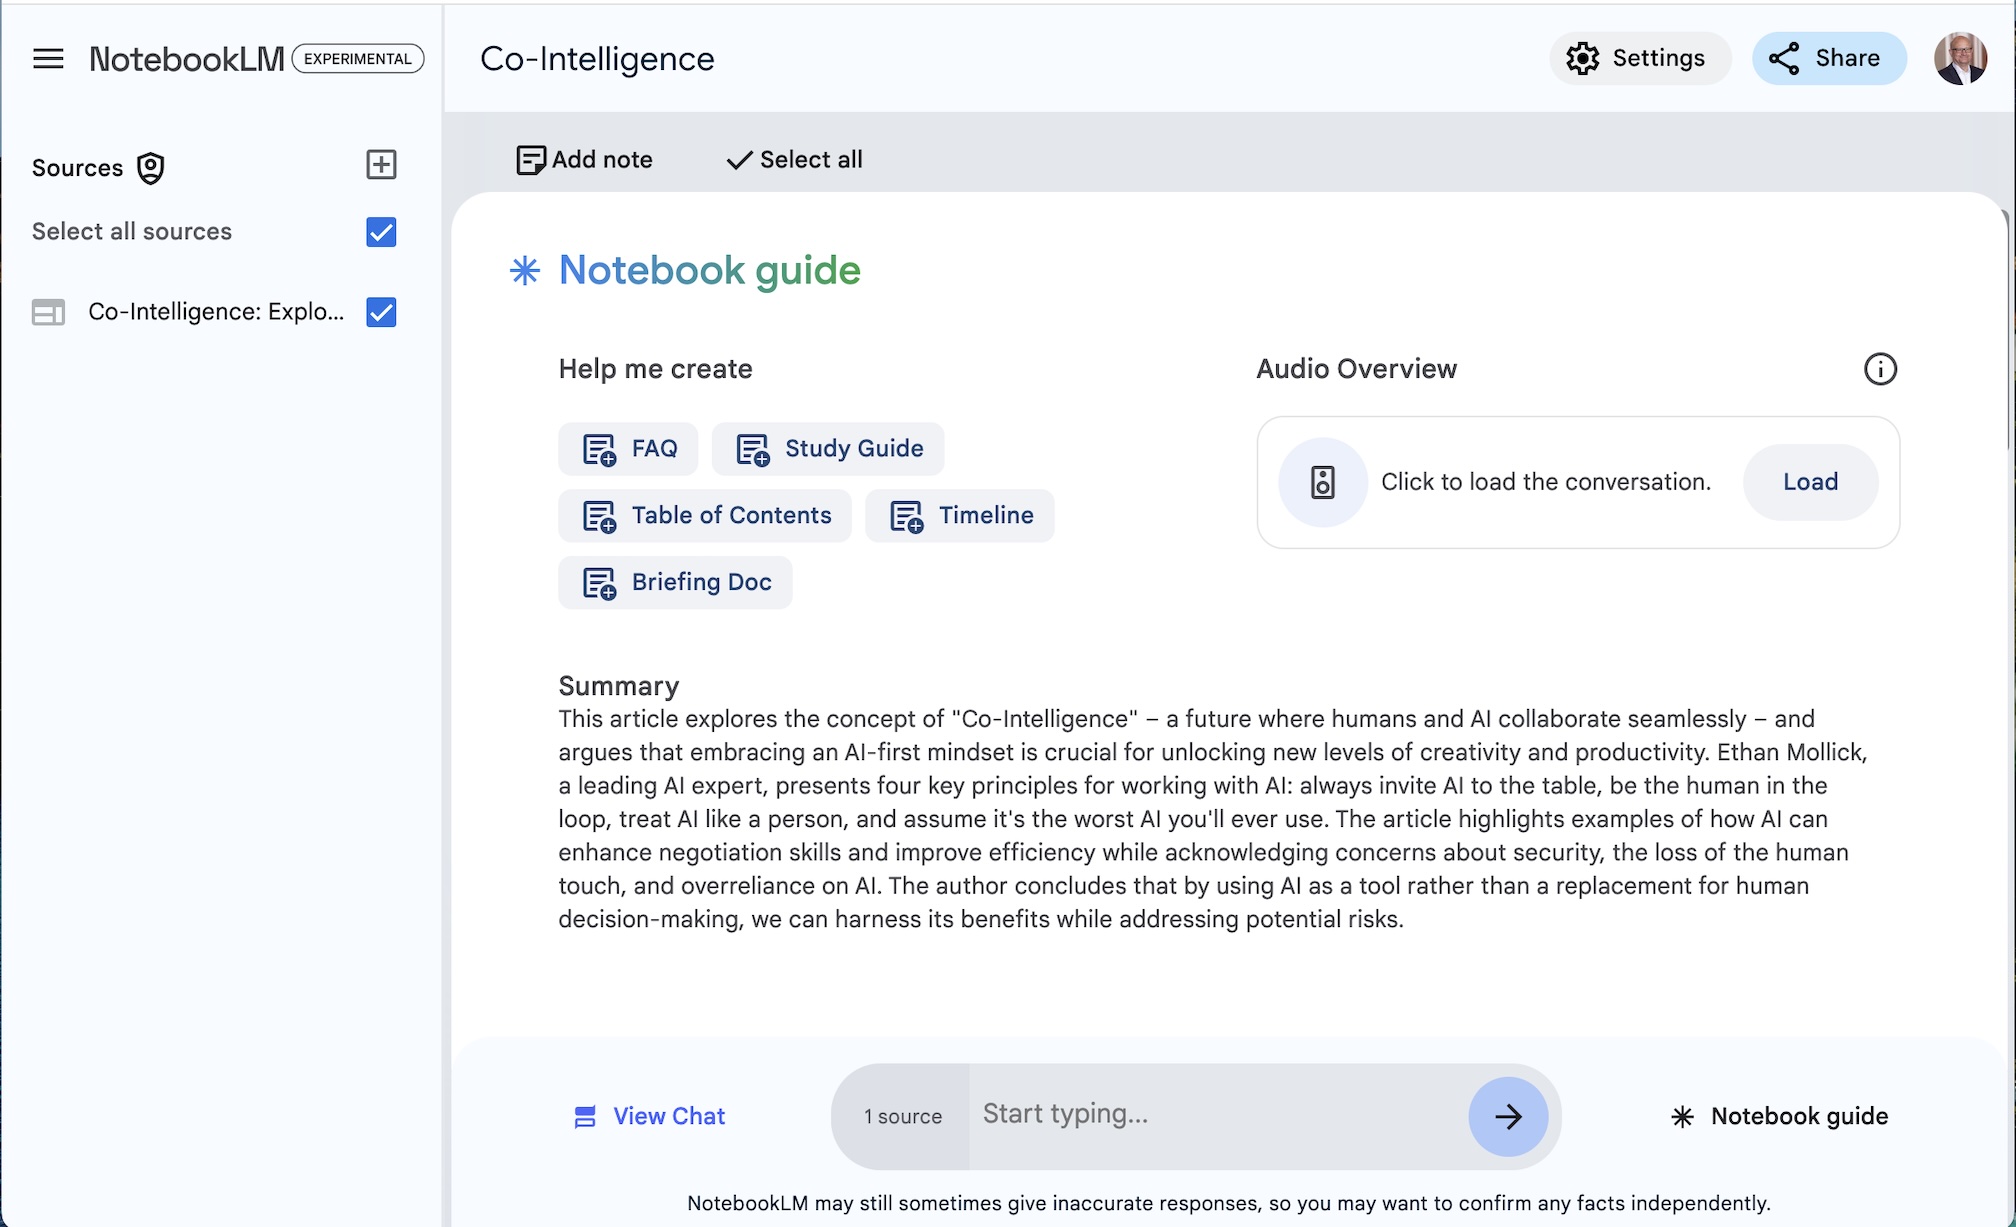 NotebookLM EXPERIMENTAL
Co-Intelligence
Settings
Share
Sources
Select all sources
Co-Intelligence: Explo...
Add note
Select all
Notebook guide
Help me create
FAQ
Study Guide
Table of Contents
Timeline
Briefing Doc
Audio Overview
Click to load the conversation.
Load
Summary
This article explores the concept of "Co-Intelligence" – a future where humans and AI collaborate seamlessly – and
argues that embracing an AI-first mindset is crucial for unlocking new levels of creativity and productivity. Ethan Mollick,
a leading AI expert, presents four key principles for working with AI: always invite AI to the table, be the human in the
loop, treat AI like a person, and assume it's the worst AI you'll ever use. The article highlights examples of how AI can
enhance negotiation skills and improve efficiency while acknowledging concerns about security, the loss of the human
touch, and overreliance on AI. The author concludes that by using AI as a tool rather than a replacement for human
decision-making, we can harness its benefits while addressing potential risks.
View Chat
1 source
Start typing...
Notebook guide
NotebookLM may still sometimes give inaccurate responses, so you may want to confirm any facts independently.